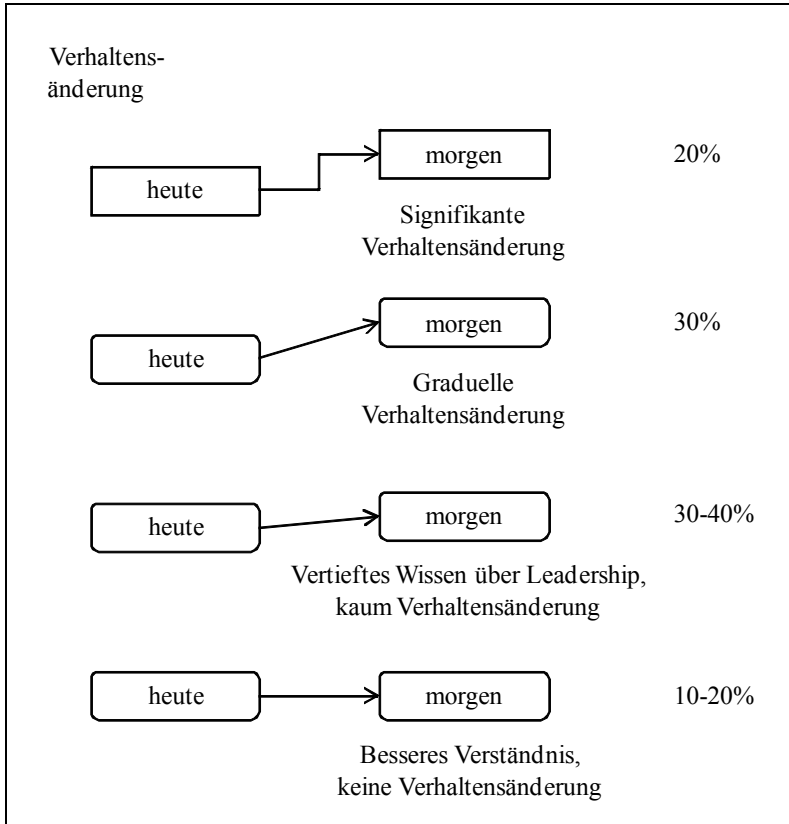 Verhaltens-
änderung
morgen
20%
heute
Signifikante
Verhaltensänderung
morgen
30%
heute
Graduelle
Verhaltensänderung
morgen
30-40%
heute
Vertieftes Wissen über Leadership,
kaum Verhaltensänderung
heute
morgen
10-20%
Besseres Verständnis,
keine Verhaltensänderung